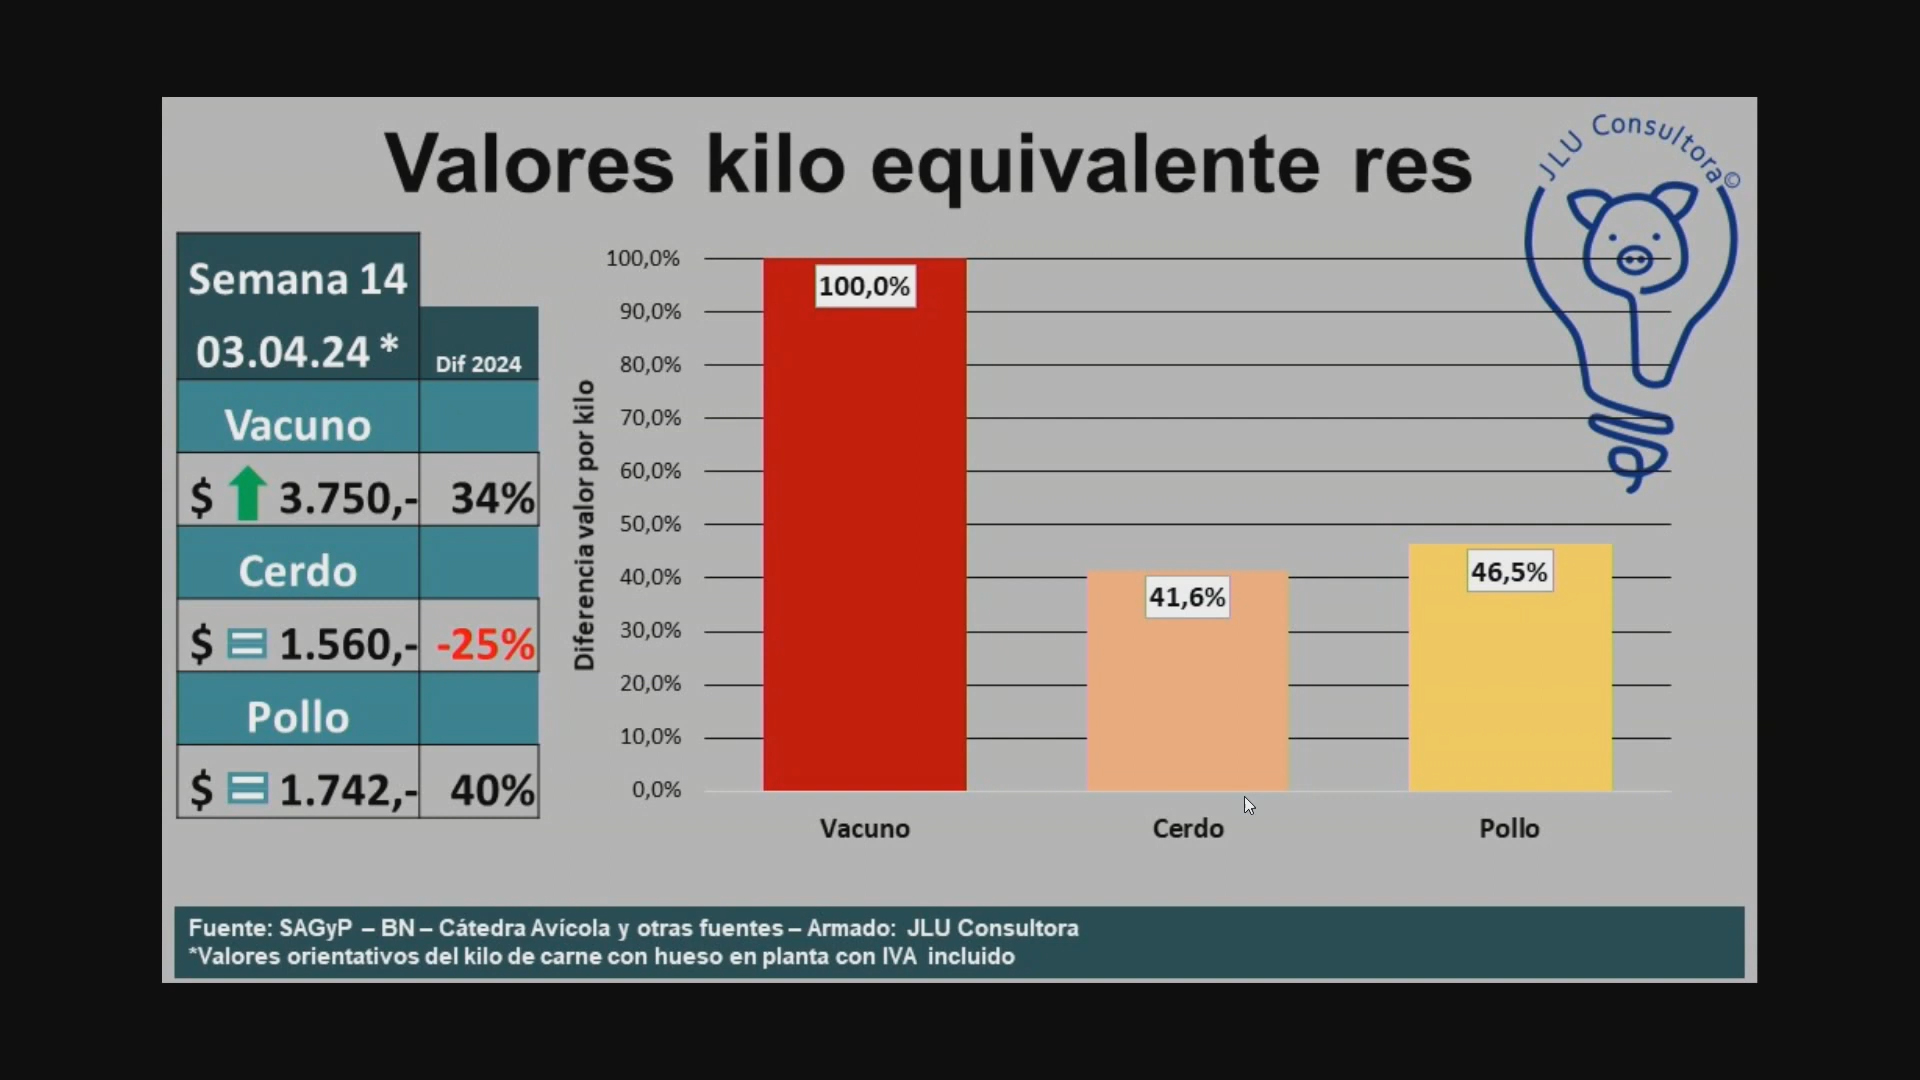 Valores kilo equivalente res
JLU Consultora©
Semana 14
03.04.24 *
Dif 2024
Vacuno
$ 3.750,- 34%
Cerdo
$ 1.560,- -25%
Pollo
$ 1.742,- 40%
Diferencia valor por kilo
100,0%
90,0%
80,0%
70,0%
60,0%
50,0%
40,0%
30,0%
20,0%
10,0%
0,0%
100,0%
41,6%
46,5%
Vacuno
Cerdo
Pollo
Fuente: SAGyP – BN – Cátedra Avícola y otras fuentes – Armado: JLU Consultora
*Valores orientativos del kilo de carne con hueso en planta con IVA incluido